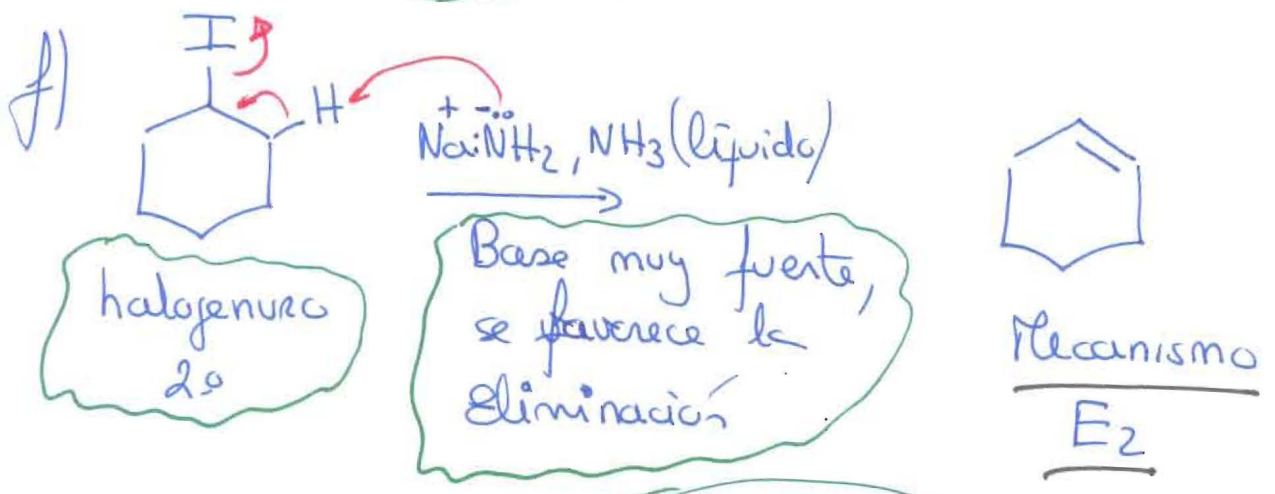 f)
I
H
+ -..
Na:NH2, NH3 (líquido)
halogenuro
2º
Base muy fuerte,
se favorece la
Eliminación
Mecanismo
E2